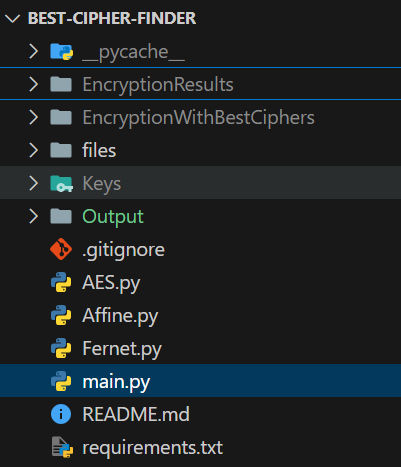 BEST-CIPHER-FINDER
__pycache__
EncryptionResults
EncryptionWithBestCiphers
files
Keys
Output
.gitignore
AES.py
Affine.py
Fernet.py
main.py
README.md
requirements.txt